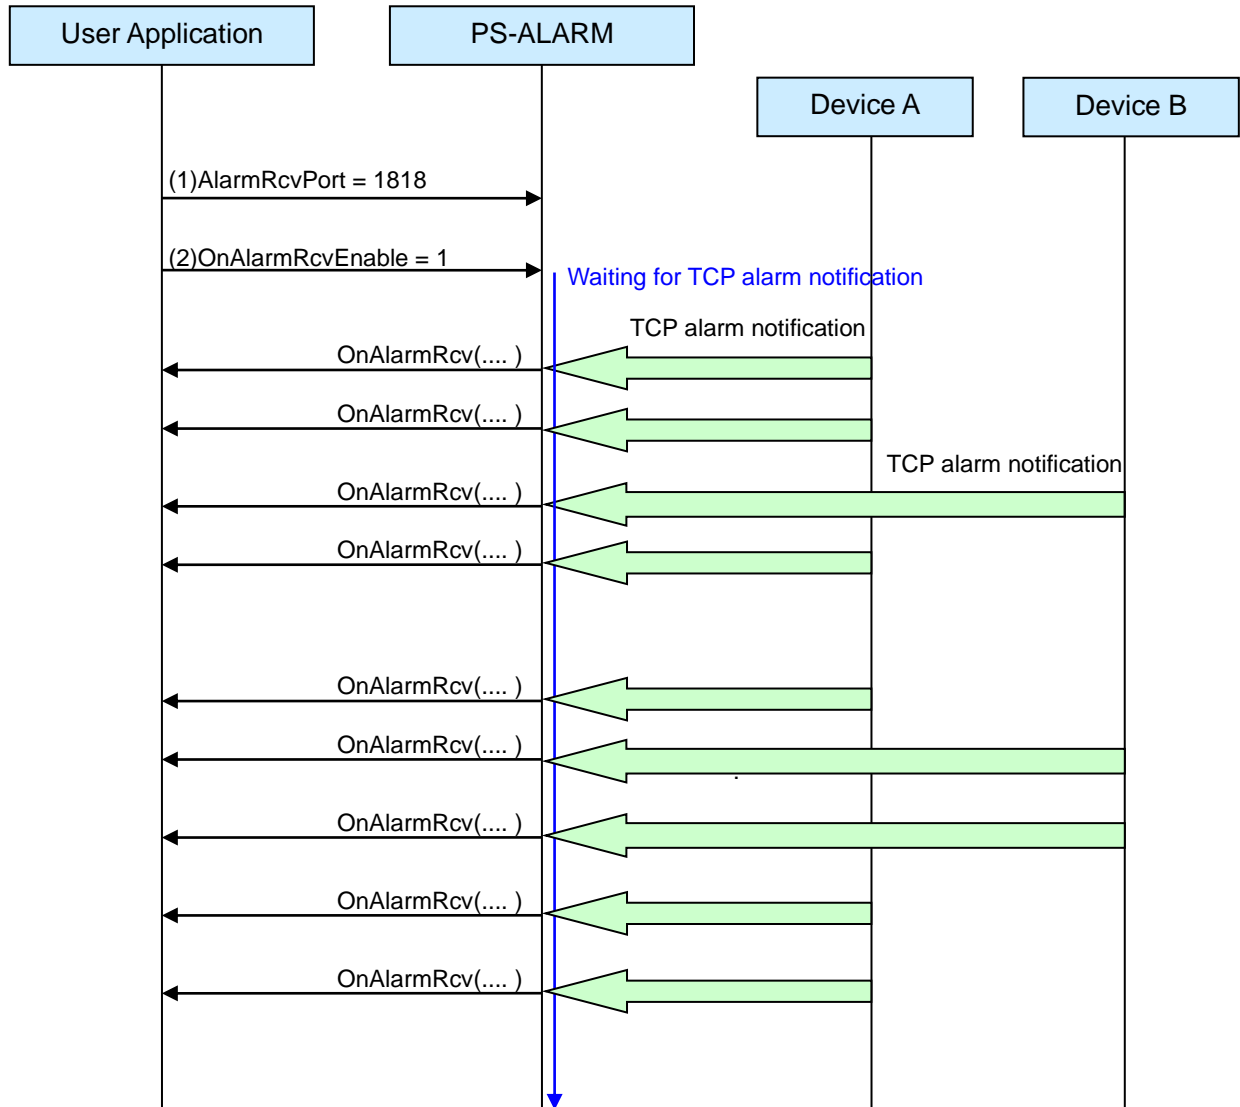 User Application
PS-ALARM
Device A
Device B
(1)AlarmRcvPort = 1818
(2)OnAlarmRcvEnable = 1
Waiting for TCP alarm notification
TCP alarm notification
OnAlarmRcv(.... )
OnAlarmRcv(.... )
TCP alarm notification
OnAlarmRcv(.... )
OnAlarmRcv(.... )
OnAlarmRcv(.... )
OnAlarmRcv(.... )
OnAlarmRcv(.... )
OnAlarmRcv(.... )
OnAlarmRcv(.... )